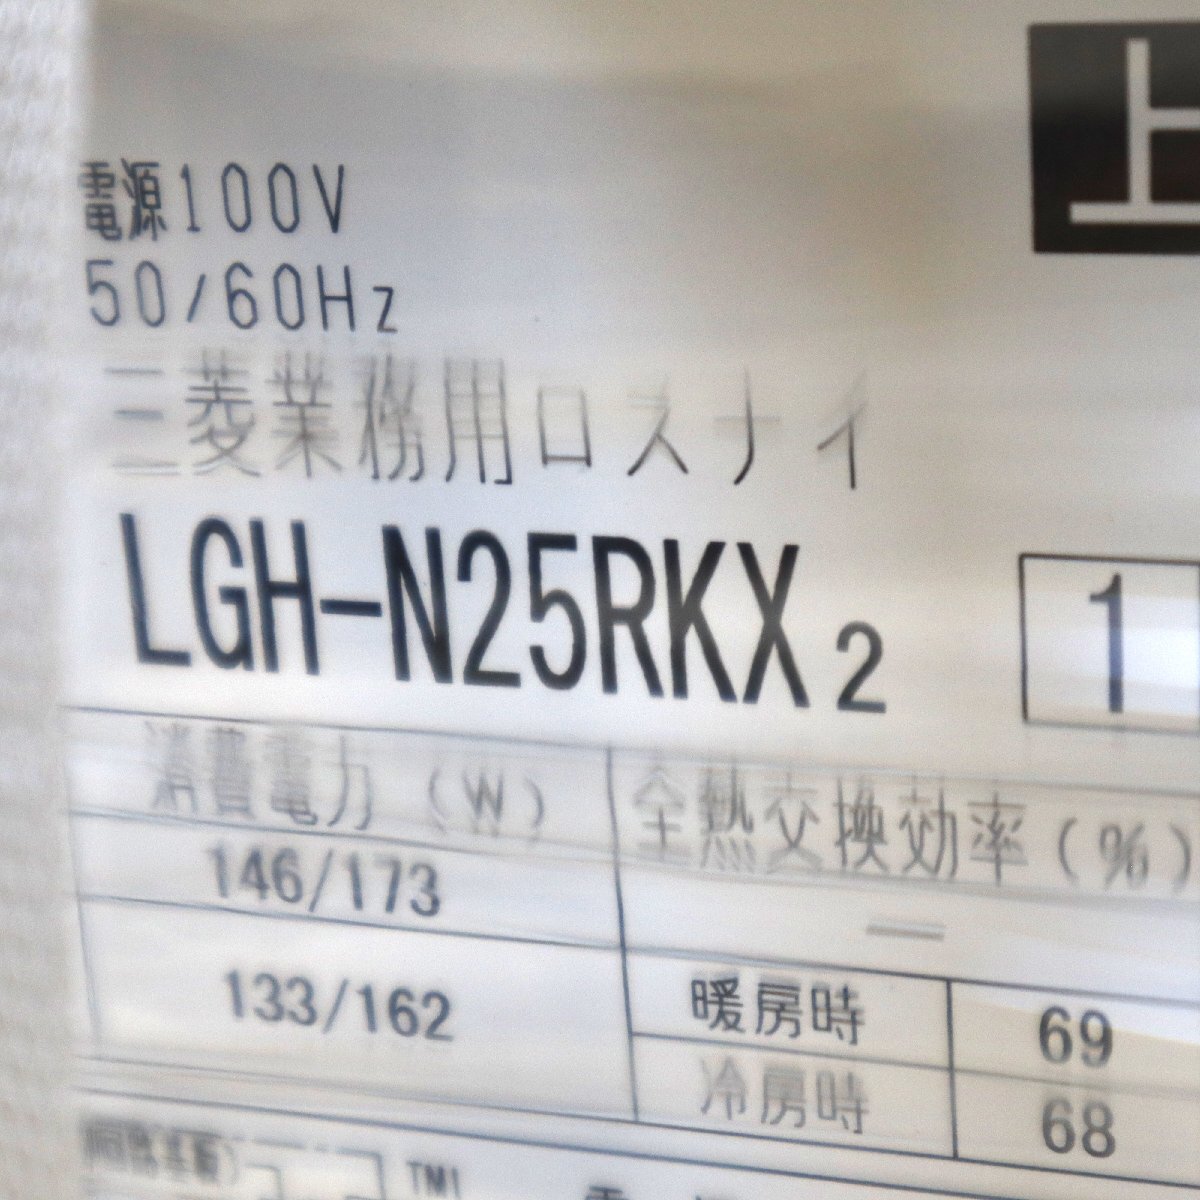 上
電源100V
50/60Hz
三菱業務用ロスナイ
LGH-N25RKX2
1
消費電力(W) 全熱交換効率(%)
146/173 —
133/162 暖房時 69
冷房時 68
TM1